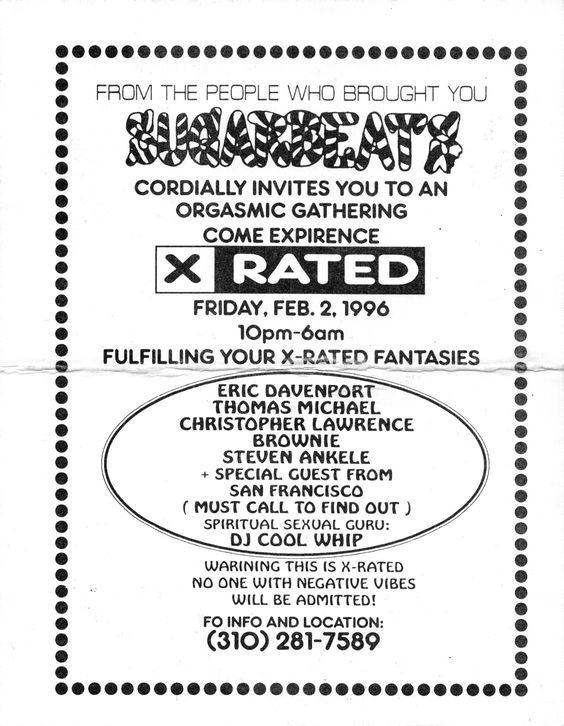 FROM THE PEOPLE WHO BROUGHT YOU
SUGARBEATS
CORDIALLY INVITES YOU TO AN
ORGASMIC GATHERING
COME EXPIRENCE
X RATED
FRIDAY, FEB. 2, 1996
10pm-6am
FULFILLING YOUR X-RATED FANTASIES
ERIC DAVENPORT
THOMAS MICHAEL
CHRISTOPHER LAWRENCE
BROWNIE
STEVEN ANKELE
+ SPECIAL GUEST FROM
SAN FRANCISCO
( MUST CALL TO FIND OUT )
SPIRITUAL SEXUAL GURU:
DJ COOL WHIP
WARINING THIS IS X-RATED
NO ONE WITH NEGATIVE VIBES
WILL BE ADMITTED!
FO INFO AND LOCATION:
(310) 281-7589